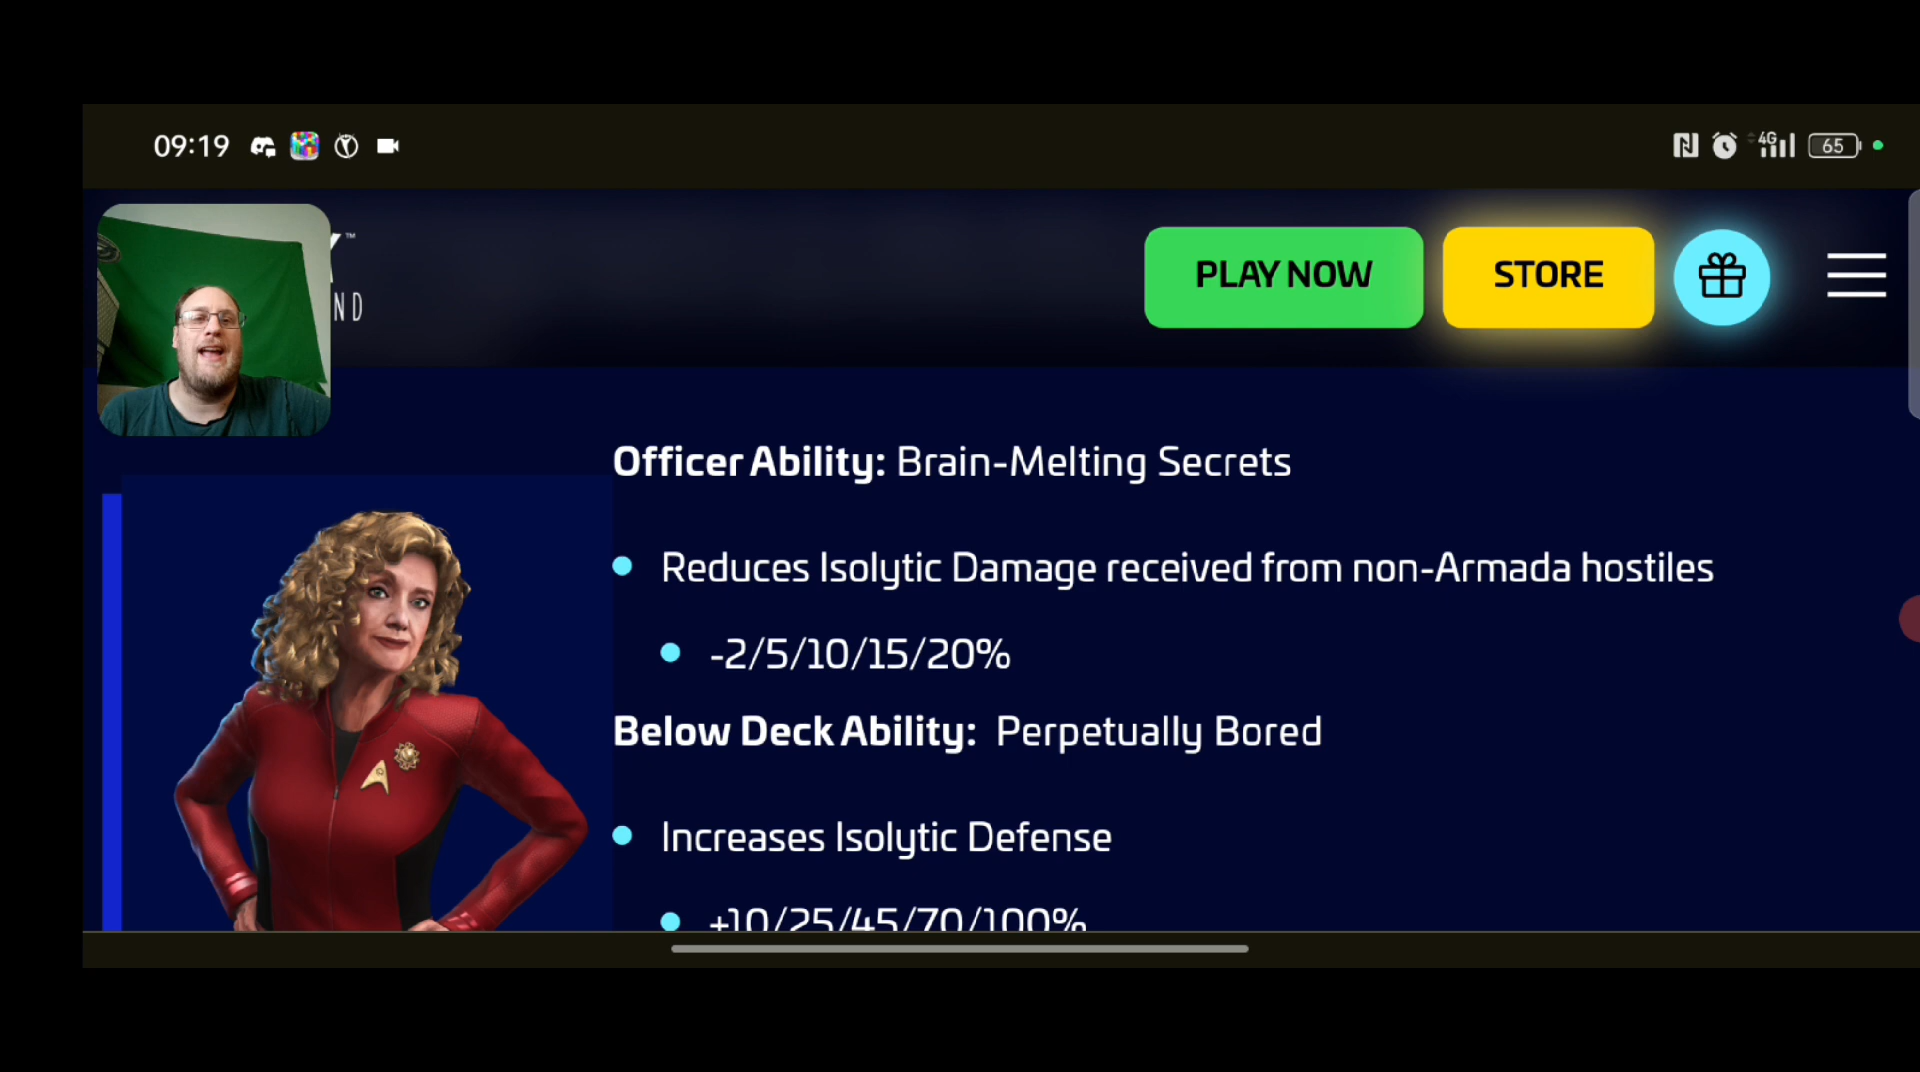 09:19
4G
65
Y™
ND
PLAY NOW
STORE
Officer Ability: Brain-Melting Secrets
Reduces Isolytic Damage received from non-Armada hostiles
-2/5/10/15/20%
Below Deck Ability: Perpetually Bored
Increases Isolytic Defense
+10/25/45/70/100%